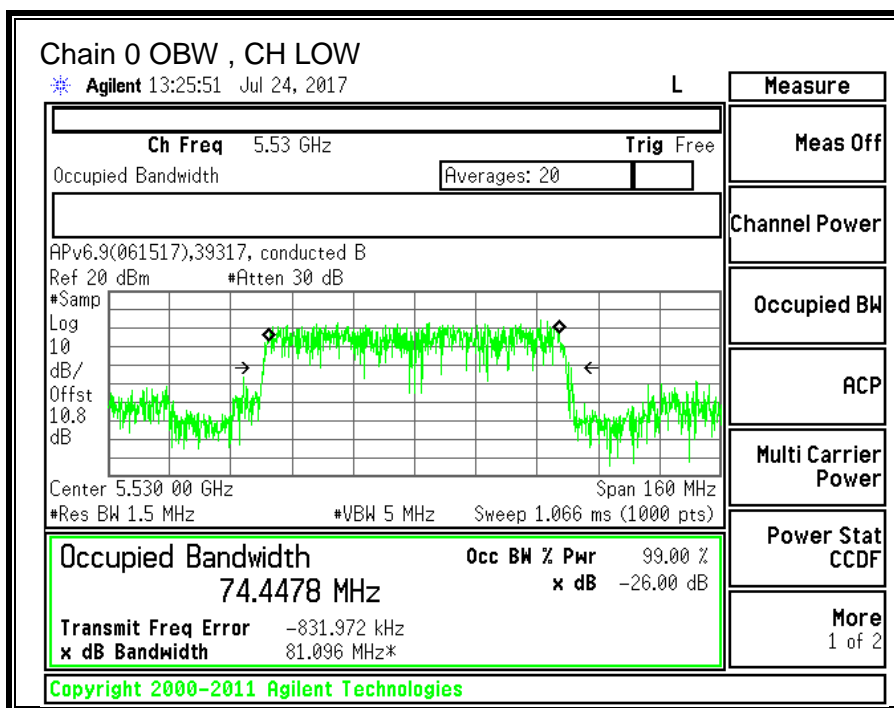 Chain 0 OBW , CH LOW
Agilent 13:25:51 Jul 24, 2017 L
Ch Freq 5.53 GHz Trig Free
Occupied Bandwidth Averages: 20
APv6.9(061517),39317, conducted B
Ref 20 dBm #Atten 30 dB
#Samp
Log
10
dB/
Offst
10.8
dB
Center 5.530 00 GHz Span 160 MHz
#Res BW 1.5 MHz #VBW 5 MHz Sweep 1.066 ms (1000 pts)
Occupied Bandwidth Occ BW % Pwr 99.00 %
74.4478 MHz x dB -26.00 dB
Transmit Freq Error -831.972 kHz
x dB Bandwidth 81.096 MHz*
Copyright 2000-2011 Agilent Technologies
Measure
Meas Off
Channel Power
Occupied BW
ACP
Multi Carrier
Power
Power Stat
CCDF
More
1 of 2